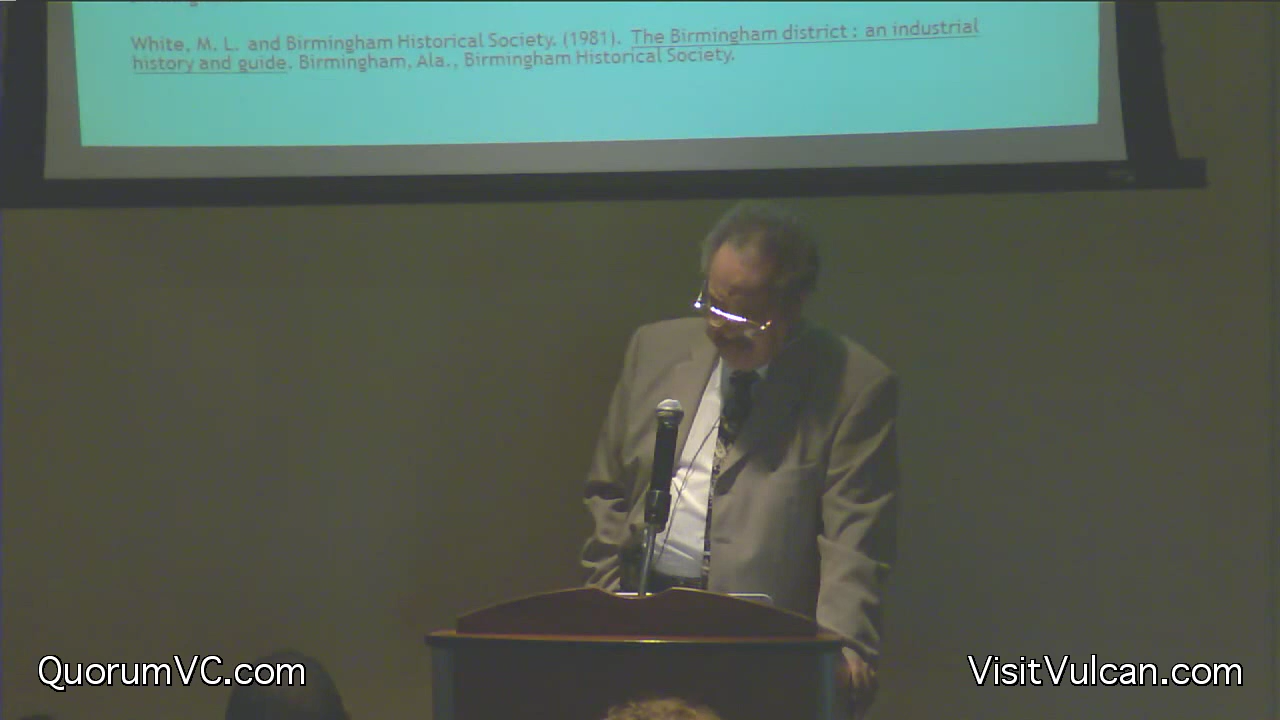 White, M. L. and Birmingham Historical Society. (1981). The Birmingham district : an industrial
history and guide. Birmingham, Ala., Birmingham Historical Society.
QuorumVC.com
VisitVulcan.com